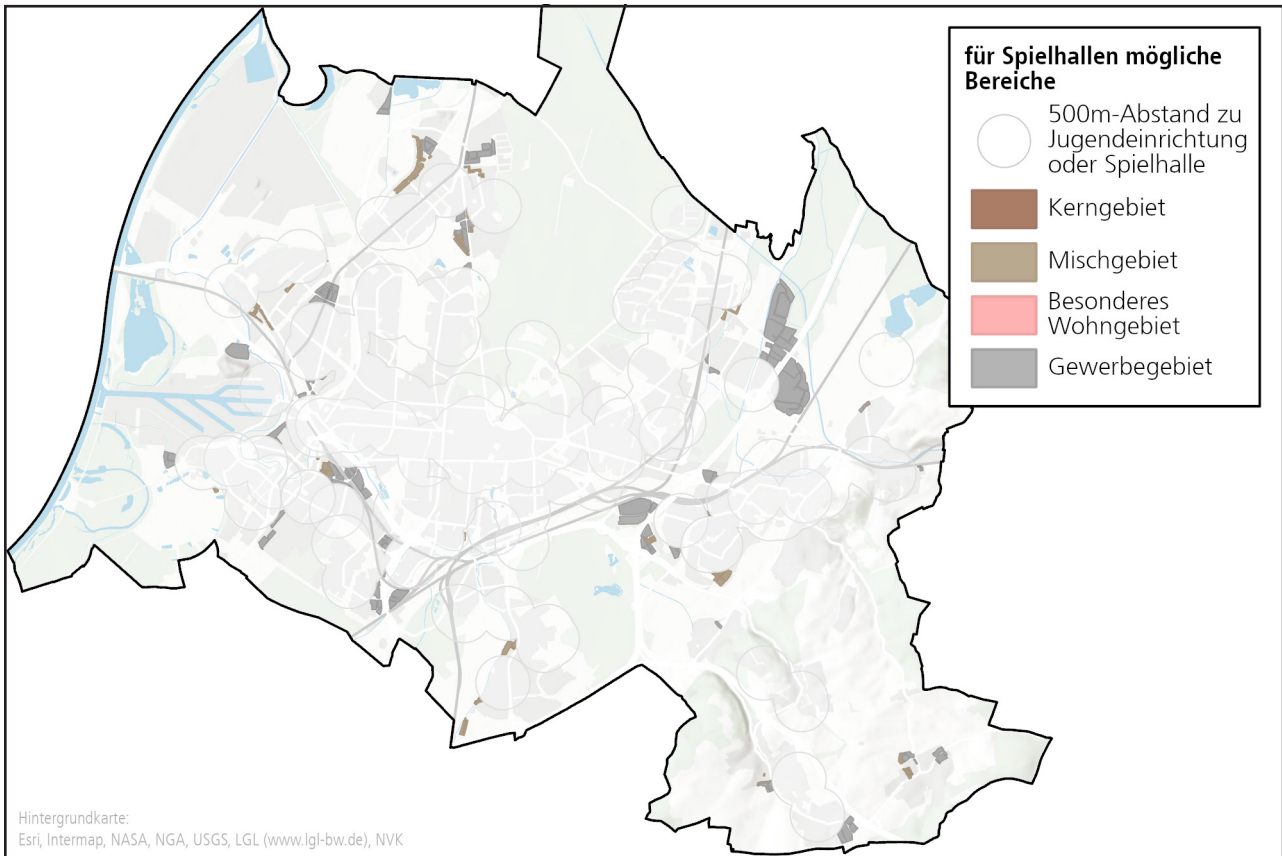 für Spielhallen mögliche
Bereiche
500m-Abstand zu
Jugendeinrichtung
oder Spielhalle
Kerngebiet
Mischgebiet
Besonderes
Wohngebiet
Gewerbegebiet
Hintergrundkarte:
Esri, Intermap, NASA, NGA, USGS, LGL (www.lgl-bw.de), NVK